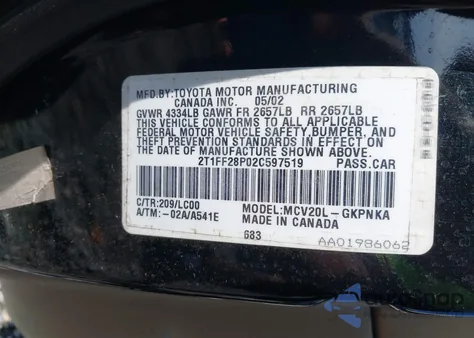 MFD.BY:TOYOTA MOTOR MANUFACTURING
CANADA INC. 05/02
GVWR 4334LB GAWR FR 2657LB RR 2657LB
THIS VEHICLE CONFORMS TO ALL APPLICABLE
FEDERAL MOTOR VEHICLE SAFETY,BUMPER, AND
THEFT PREVENTION STANDARDS IN EFFECT ON
THE DATE OF MANUFACTURE SHOWN ABOVE.
2T1FF28P02C597519 PASS.CAR
C/TR:209/LC00 MODEL:MCV20L-GKPNKA
A/TM:-02A/A541E MADE IN CANADA
683
AA01986062